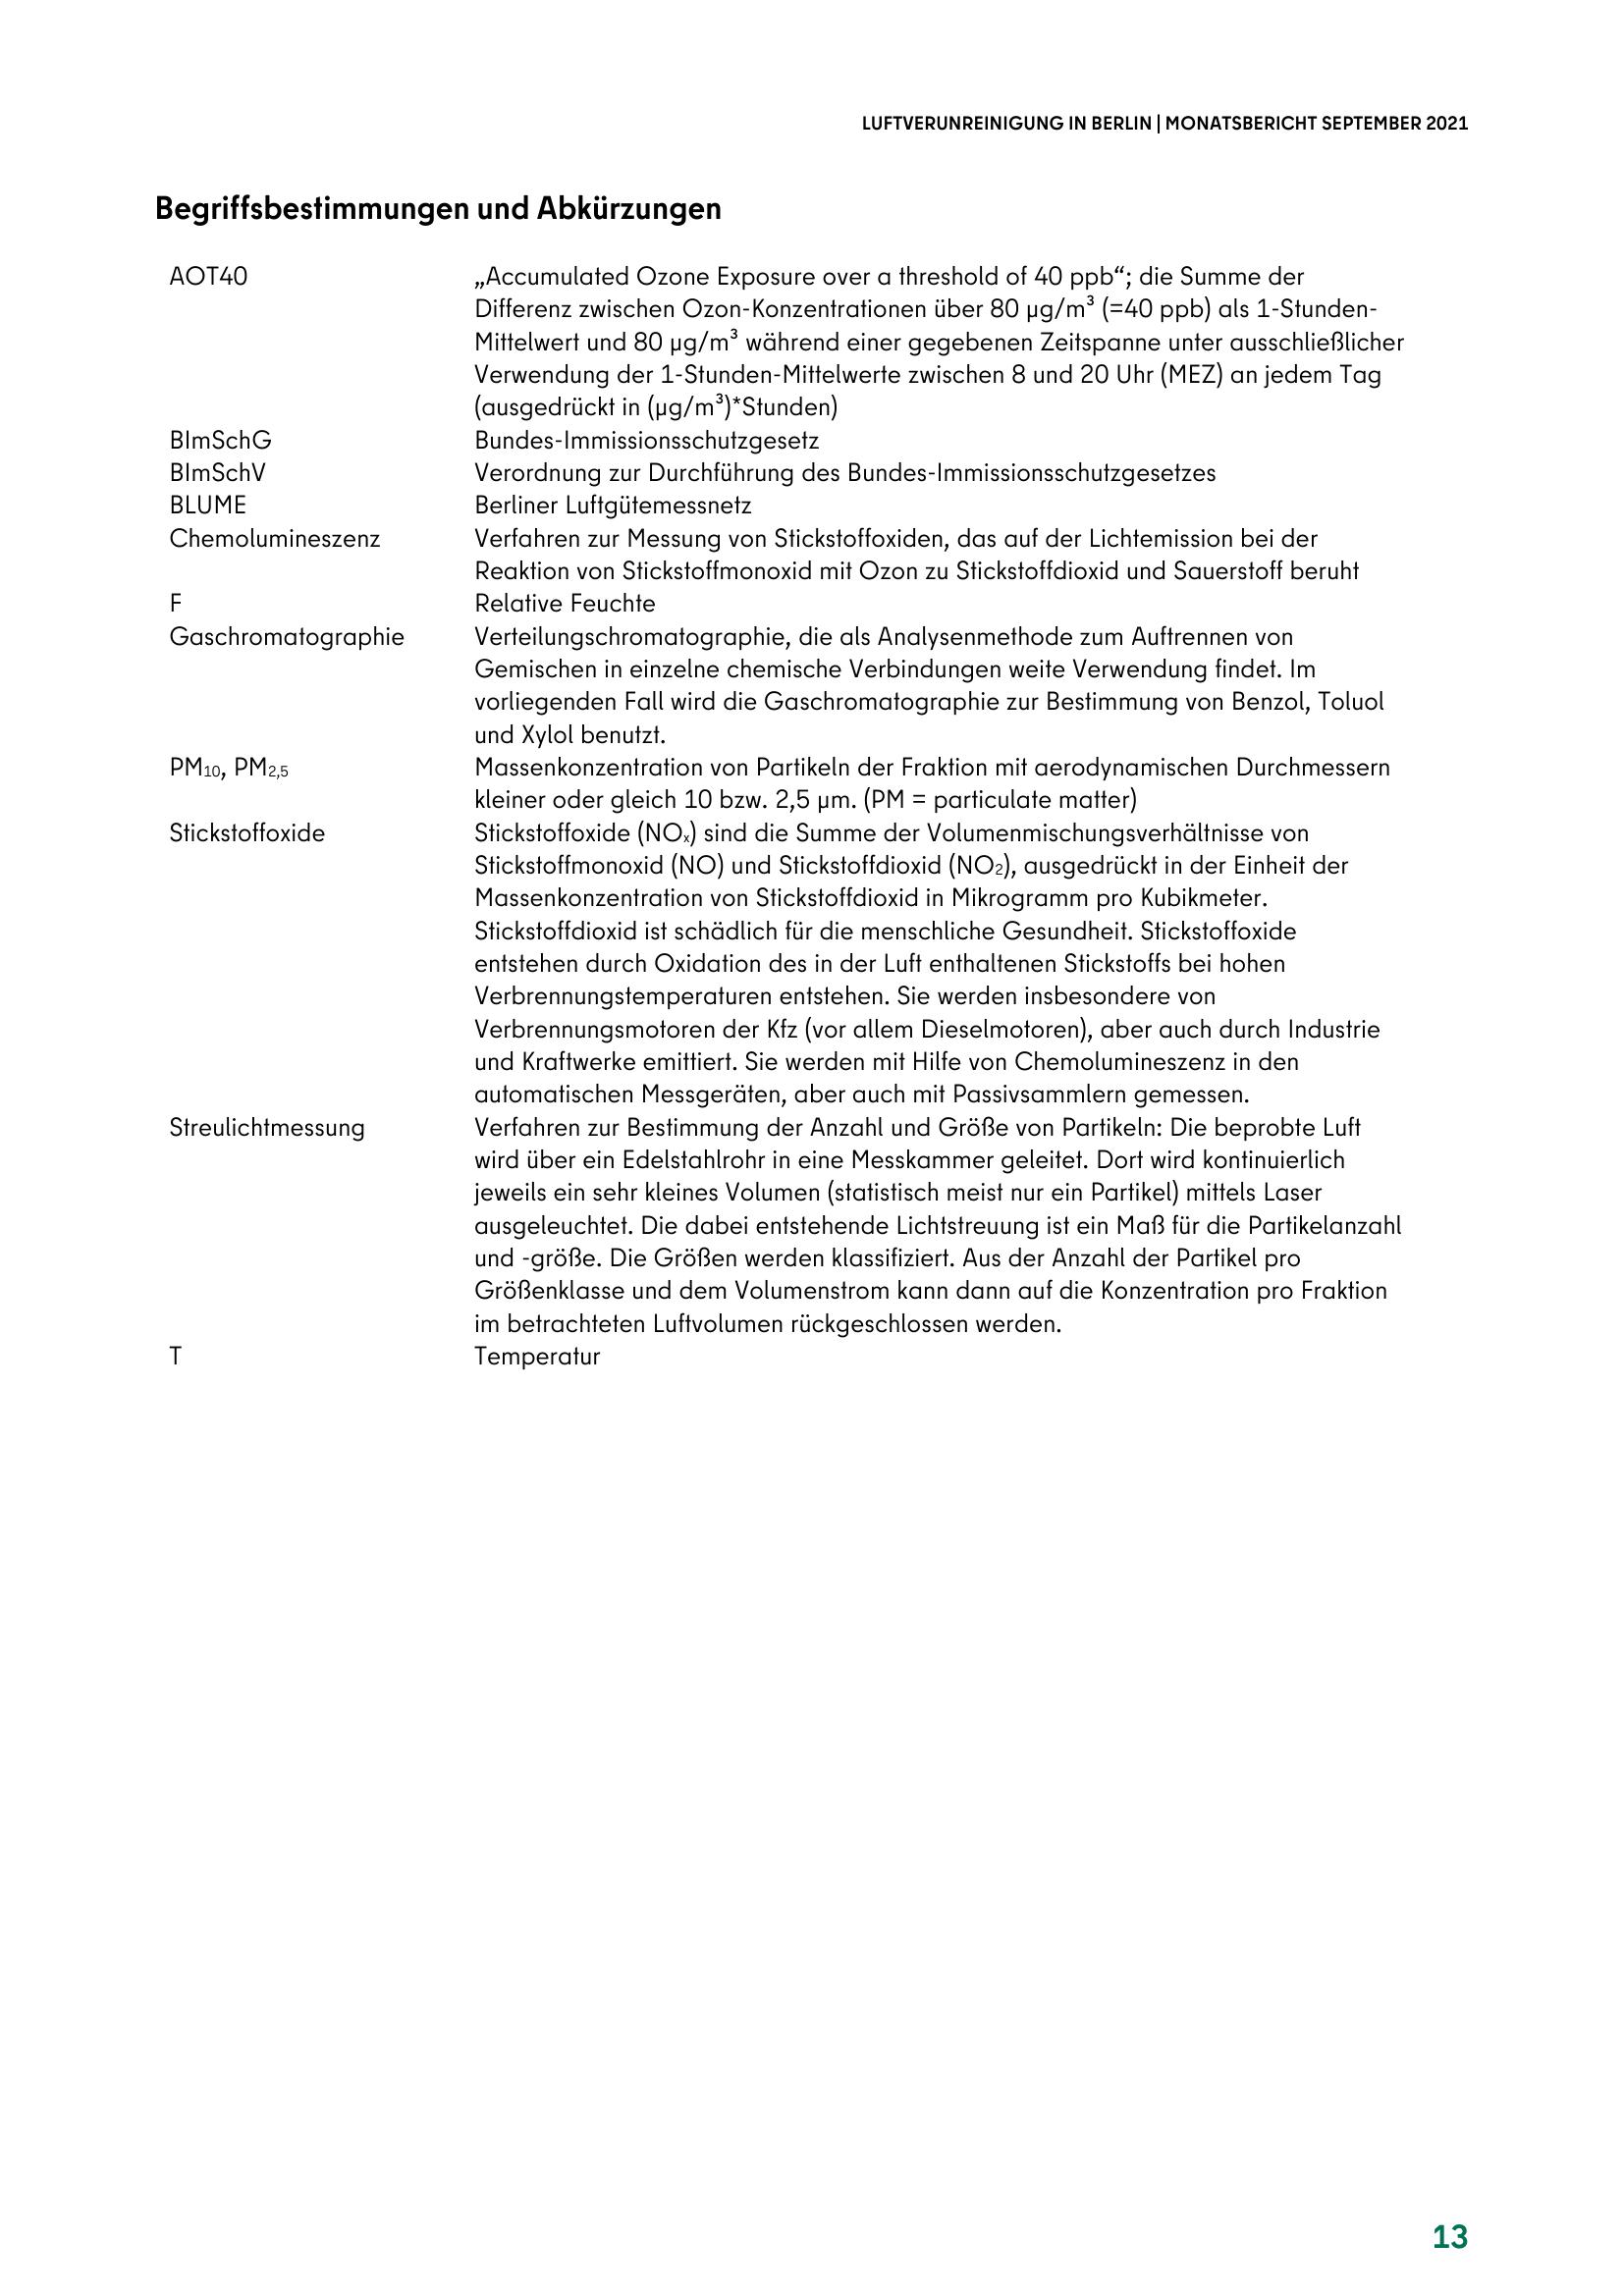 LUFTVERUNREINIGUNG IN BERLIN | MONATSBERICHT SEPTEMBER 2021
Begriffsbestimmungen und Abkürzungen
AOT40 „Accumulated Ozone Exposure over a threshold of 40 ppb“; die Summe der
Differenz zwischen Ozon-Konzentrationen über 80 µg/m³ (=40 ppb) als 1-Stunden-
Mittelwert und 80 µg/m³ während einer gegebenen Zeitspanne unter ausschließlicher
Verwendung der 1-Stunden-Mittelwerte zwischen 8 und 20 Uhr (MEZ) an jedem Tag
(ausgedrückt in (µg/m³)*Stunden)
BImSchG Bundes-Immissionsschutzgesetz
BImSchV Verordnung zur Durchführung des Bundes-Immissionsschutzgesetzes
BLUME Berliner Luftgütemessnetz
Chemolumineszenz Verfahren zur Messung von Stickstoffoxiden, das auf der Lichtemission bei der
Reaktion von Stickstoffmonoxid mit Ozon zu Stickstoffdioxid und Sauerstoff beruht
F Relative Feuchte
Gaschromatographie Verteilungschromatographie, die als Analysenmethode zum Auftrennen von
Gemischen in einzelne chemische Verbindungen weite Verwendung findet. Im
vorliegenden Fall wird die Gaschromatographie zur Bestimmung von Benzol, Toluol
und Xylol benutzt.
PM₁₀, PM₂,₅ Massenkonzentration von Partikeln der Fraktion mit aerodynamischen Durchmessern
kleiner oder gleich 10 bzw. 2,5 µm. (PM = particulate matter)
Stickstoffoxide Stickstoffoxide (NOₓ) sind die Summe der Volumenmischungsverhältnisse von
Stickstoffmonoxid (NO) und Stickstoffdioxid (NO₂), ausgedrückt in der Einheit der
Massenkonzentration von Stickstoffdioxid in Mikrogramm pro Kubikmeter.
Stickstoffdioxid ist schädlich für die menschliche Gesundheit. Stickstoffoxide
entstehen durch Oxidation des in der Luft enthaltenen Stickstoffs bei hohen
Verbrennungstemperaturen entstehen. Sie werden insbesondere von
Verbrennungsmotoren der Kfz (vor allem Dieselmotoren), aber auch durch Industrie
und Kraftwerke emittiert. Sie werden mit Hilfe von Chemolumineszenz in den
automatischen Messgeräten, aber auch mit Passivsammlern gemessen.
Streulichtmessung Verfahren zur Bestimmung der Anzahl und Größe von Partikeln: Die beprobte Luft
wird über ein Edelstahlrohr in eine Messkammer geleitet. Dort wird kontinuierlich
jeweils ein sehr kleines Volumen (statistisch meist nur ein Partikel) mittels Laser
ausgeleuchtet. Die dabei entstehende Lichtstreuung ist ein Maß für die Partikelanzahl
und -größe. Die Größen werden klassifiziert. Aus der Anzahl der Partikel pro
Größenklasse und dem Volumenstrom kann dann auf die Konzentration pro Fraktion
im betrachteten Luftvolumen rückgeschlossen werden.
T Temperatur
13